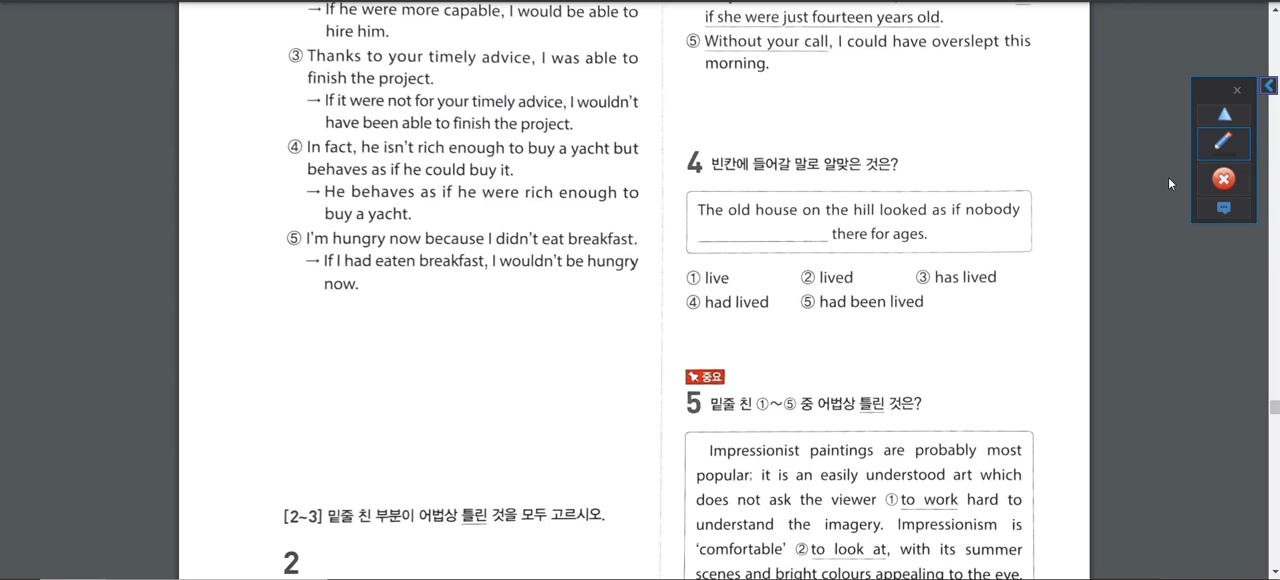 → If he were more capable, I would be able to
hire him.
③ Thanks to your timely advice, I was able to
finish the project.
→ If it were not for your timely advice, I wouldn't
have been able to finish the project.
④ In fact, he isn't rich enough to buy a yacht but
behaves as if he could buy it.
→ He behaves as if he were rich enough to
buy a yacht.
⑤ I'm hungry now because I didn't eat breakfast.
→ If I had eaten breakfast, I wouldn't be hungry
now.
[2~3] 밑줄 친 부분이 어법상 틀린 것을 모두 고르시오.
2
if she were just fourteen years old.
⑤ Without your call, I could have overslept this
morning.
4 빈칸에 들어갈 말로 알맞은 것은?
The old house on the hill looked as if nobody
____________ there for ages.
① live ② lived ③ has lived
④ had lived ⑤ had been lived
중요
5 밑줄 친 ①~⑤ 중 어법상 틀린 것은?
Impressionist paintings are probably most
popular; it is an easily understood art which
does not ask the viewer ① to work hard to
understand the imagery. Impressionism is
'comfortable' ② to look at, with its summer
scenes and bright colours appealing to the eye.